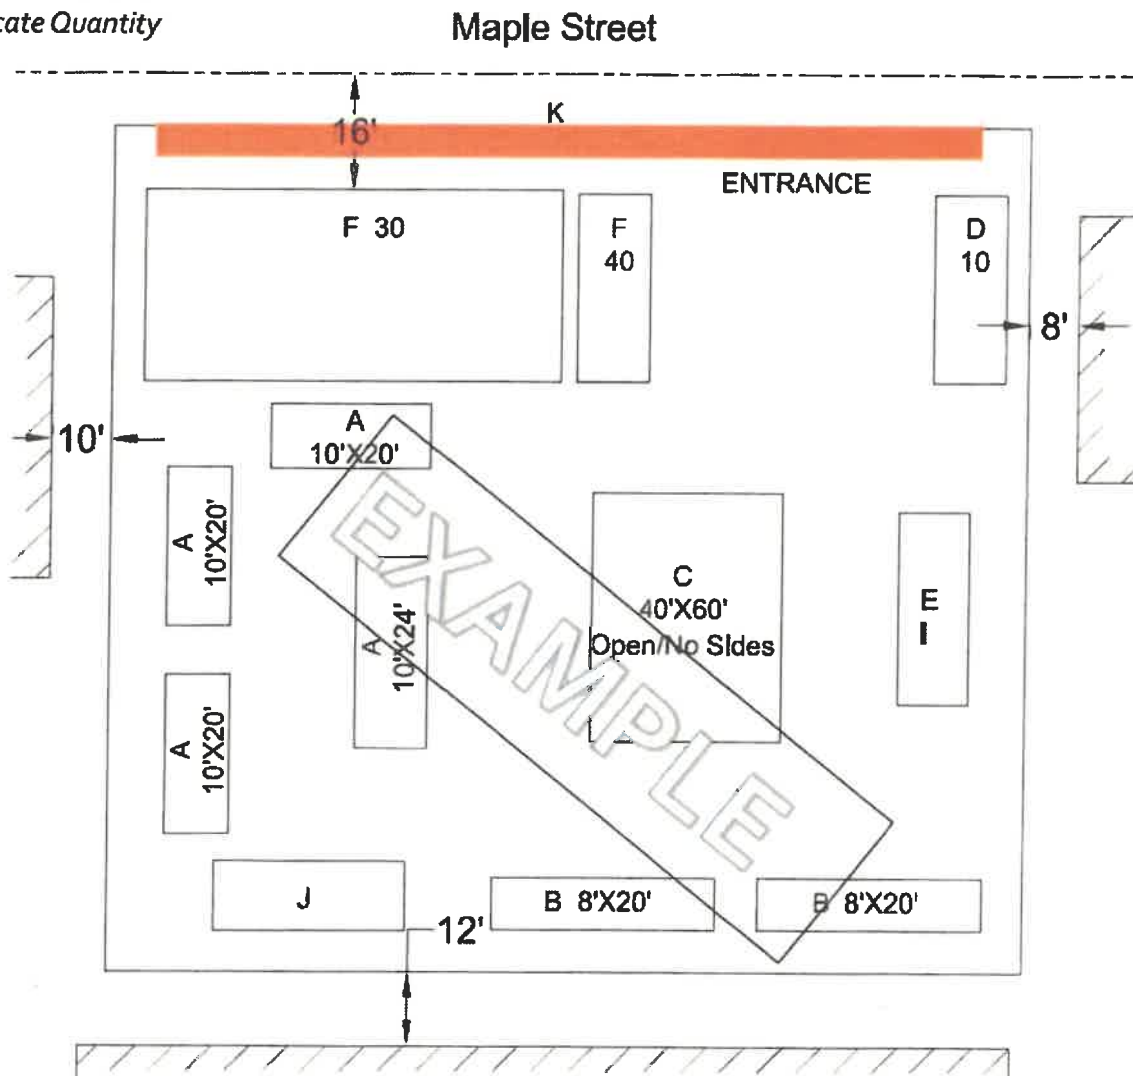 cate Quantity
Maple Street
K
16'
ENTRANCE
F 30
F
40
D
10
8'
10'
A
10'X20'
A
10'X20'
A
10'X24'
C
40'X60'
Open/No Sides
E
I
A
10'X20'
EXAMPLE
J
B 8'X20'
B 8'X20'
12'